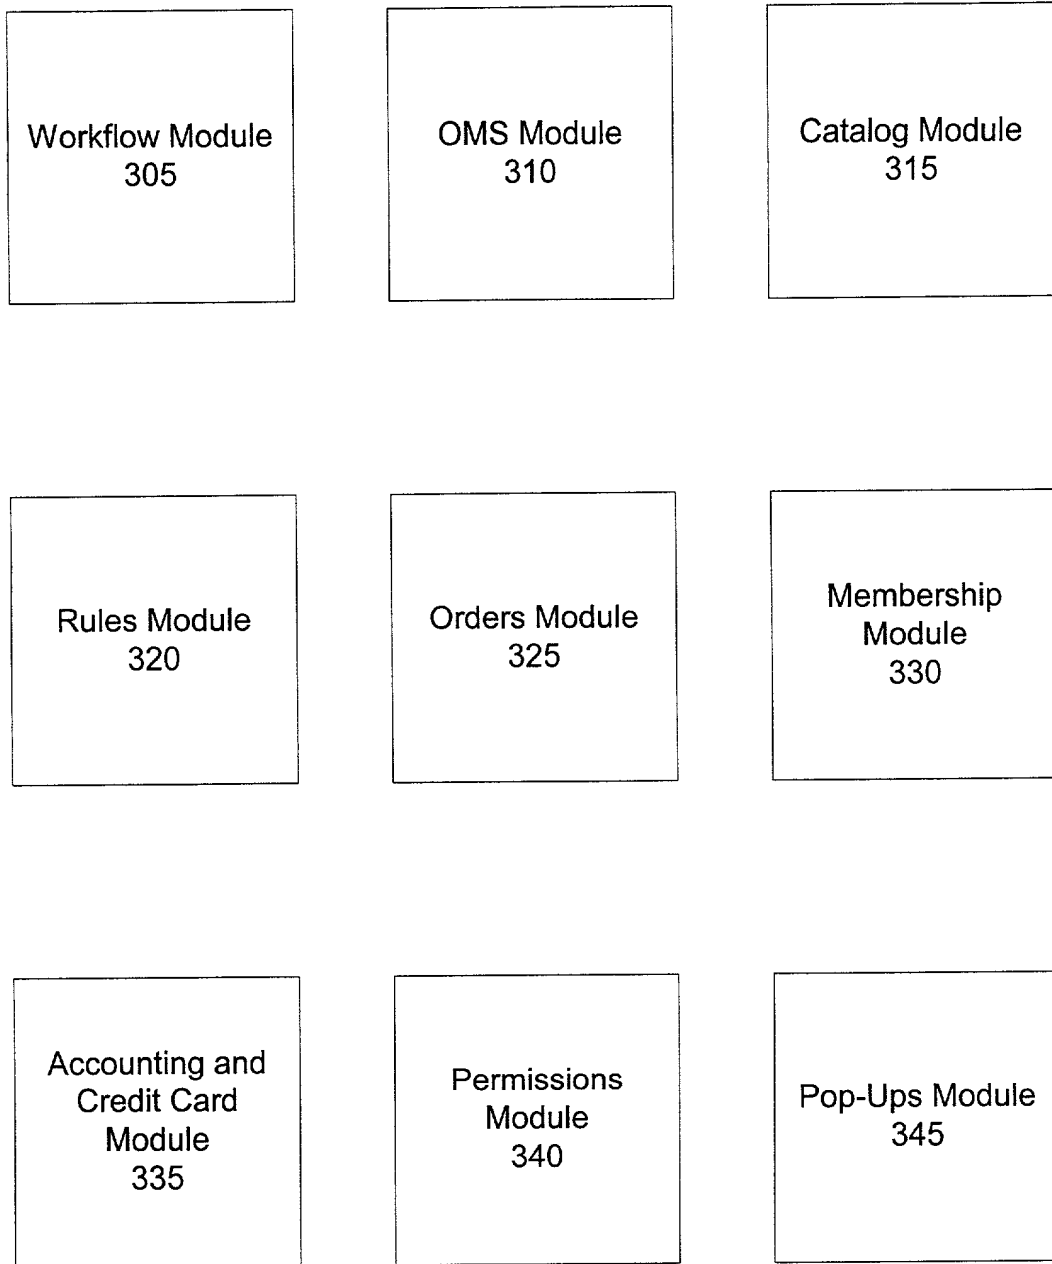 Workflow Module
305
OMS Module
310
Catalog Module
315
Rules Module
320
Orders Module
325
Membership
Module
330
Accounting and
Credit Card
Module
335
Permissions
Module
340
Pop-Ups Module
345